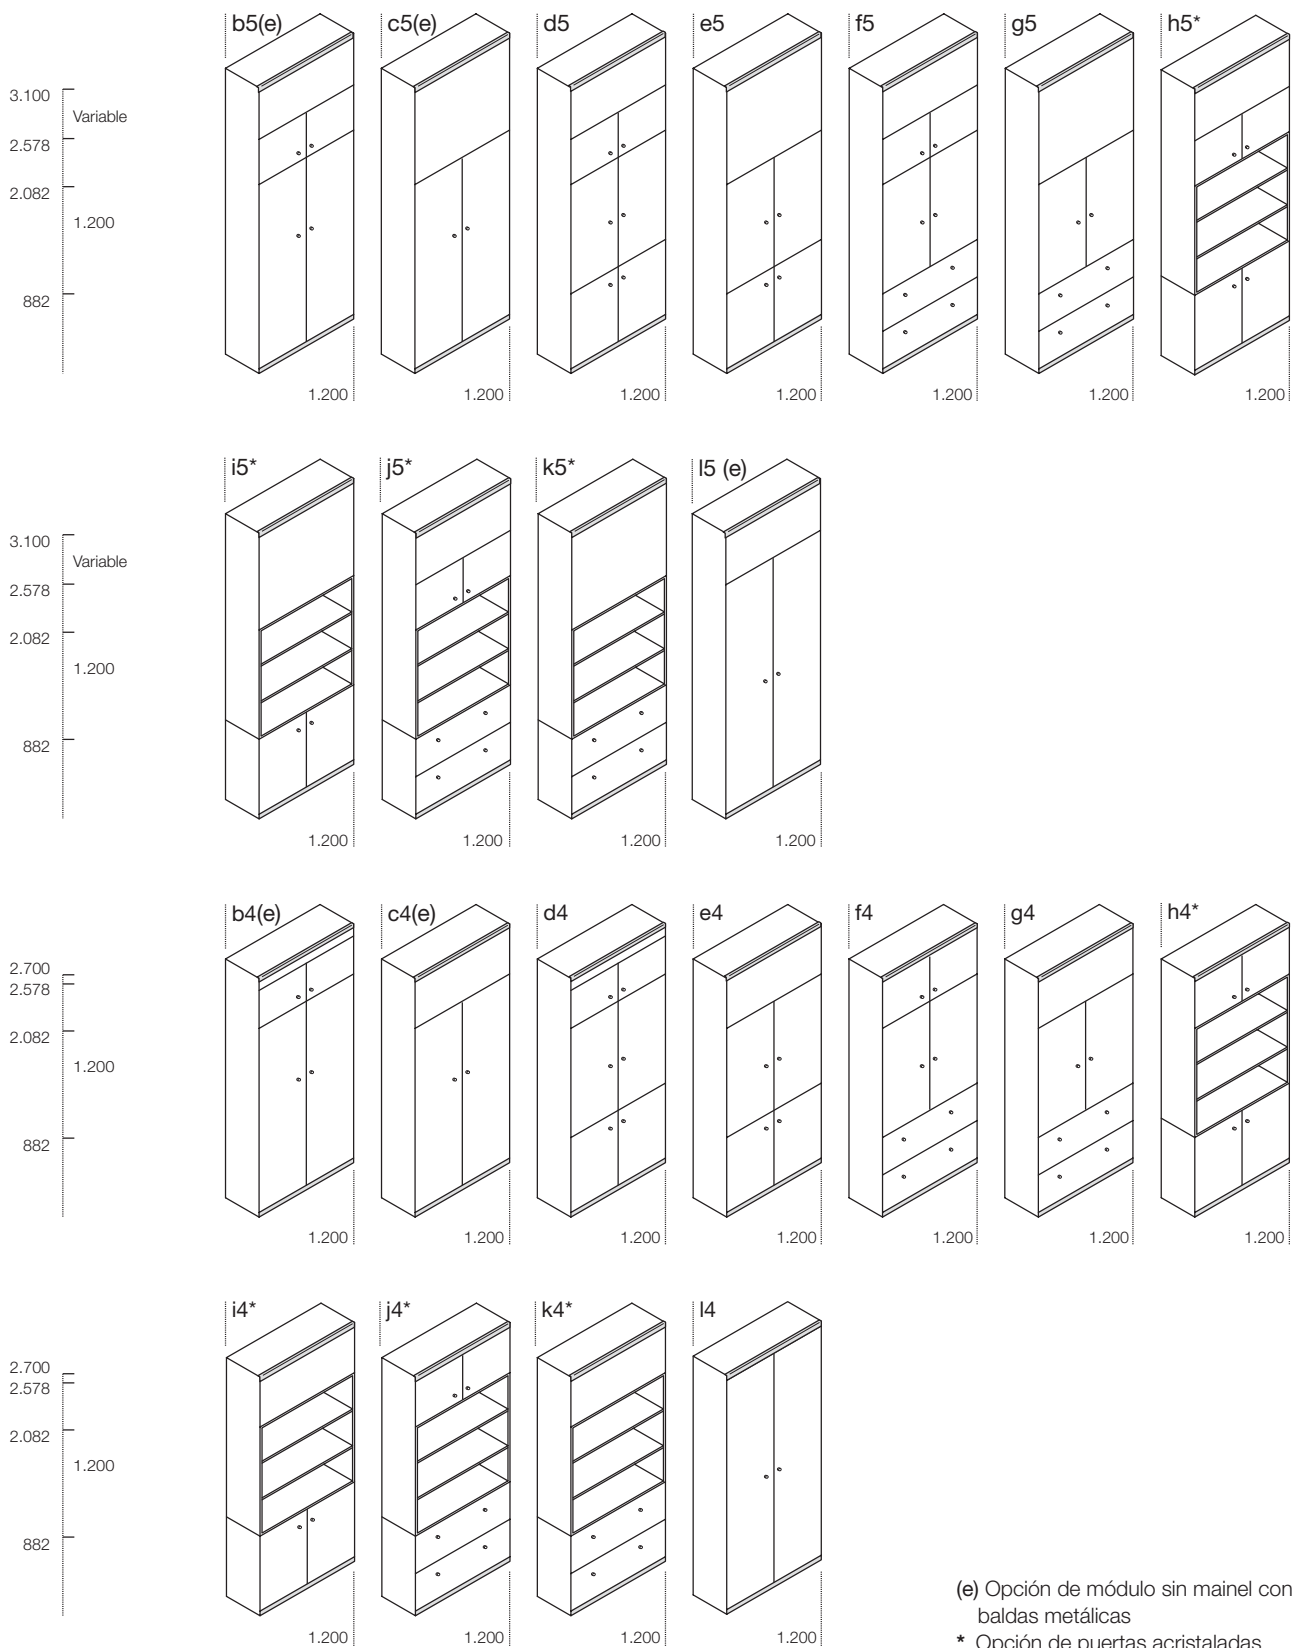 b5(e) c5(e) d5 e5 f5 g5 h5*
3.100
Variable
2.578
2.082
1.200
882
1.200 1.200 1.200 1.200 1.200 1.200 1.200
i5* j5* k5* l5 (e)
3.100
Variable
2.578
2.082
1.200
882
1.200 1.200 1.200 1.200
b4(e) c4(e) d4 e4 f4 g4 h4*
2.700
2.578
2.082
1.200
882
1.200 1.200 1.200 1.200 1.200 1.200 1.200
i4* j4* k4* l4
2.700
2.578
2.082
1.200
882
1.200 1.200 1.200 1.200
(e) Opción de módulo sin mainel con
baldas metálicas
* Opción de puertas acristaladas